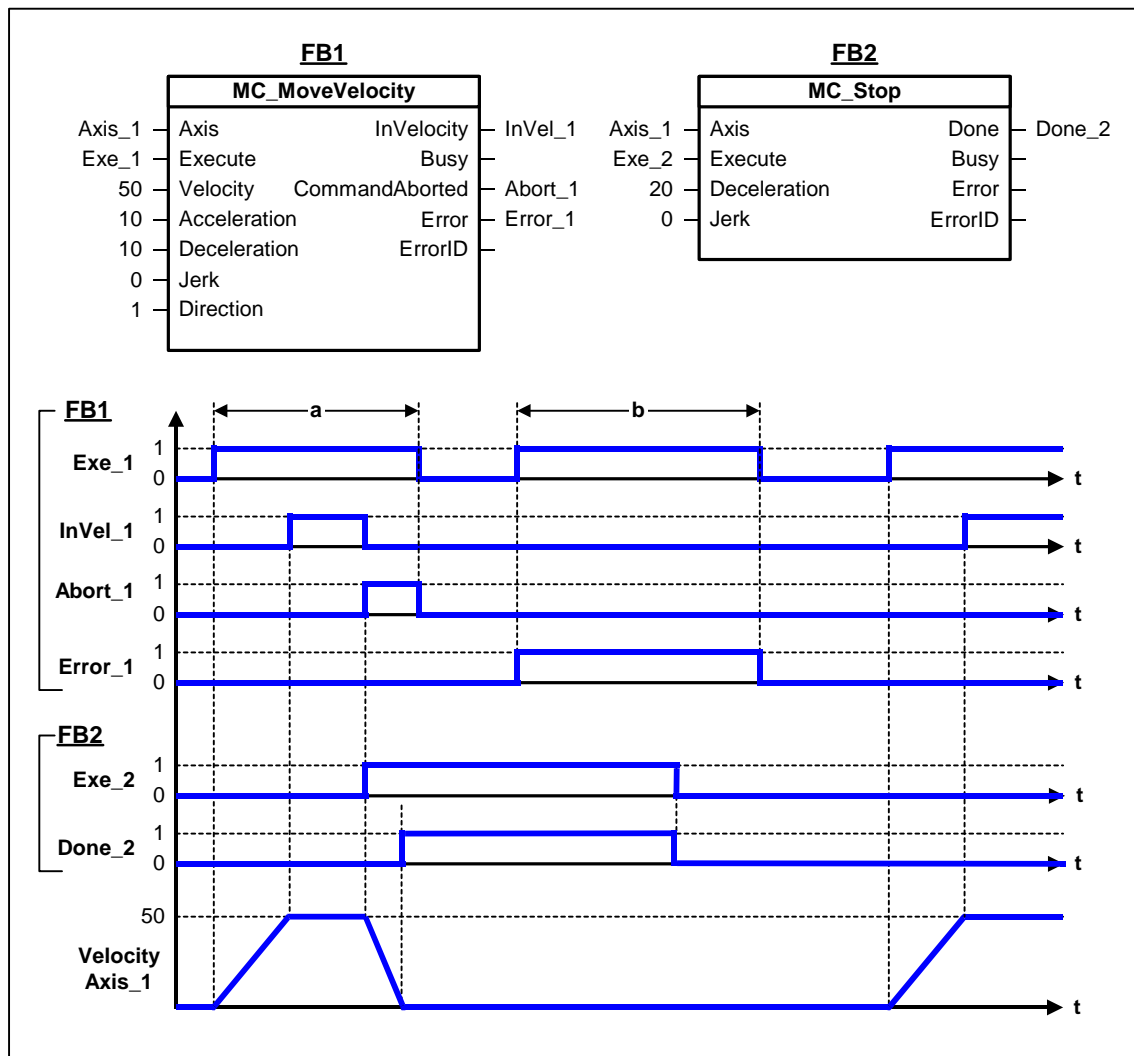 FB1
FB2
MC_MoveVelocity
MC_Stop
Axis_1 Axis InVelocity InVel_1
Exe_1 Execute Busy
50 Velocity CommandAborted Abort_1
10 Acceleration Error Error_1
10 Deceleration ErrorID
0 Jerk
1 Direction
Axis_1 Axis Done Done_2
Exe_2 Execute Busy
20 Deceleration Error
0 Jerk ErrorID
FB1
a
b
1
Exe_1
0
t
1
InVel_1
0
t
1
Abort_1
0
t
1
Error_1
0
t
FB2
1
Exe_2
0
t
1
Done_2
0
t
50
Velocity
Axis_1
t